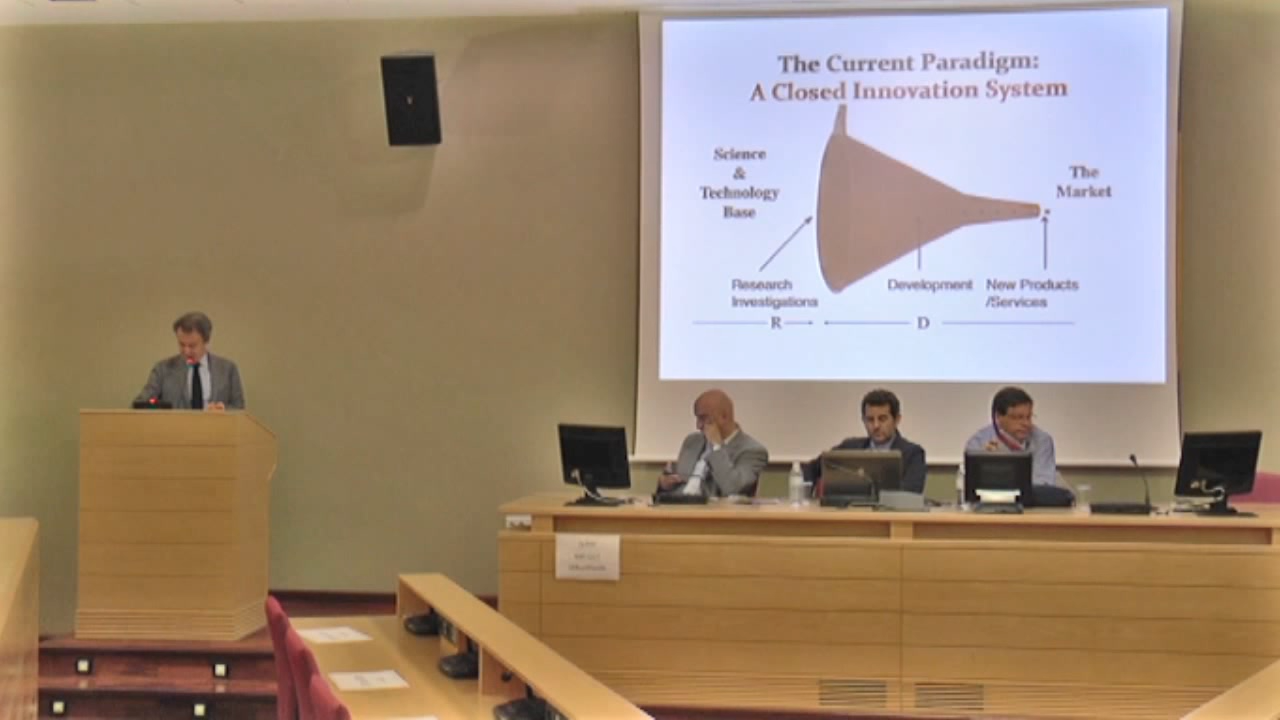 The Current Paradigm:
A Closed Innovation System
Science
&
Technology
Base
The
Market
Research
Investigations
Development
New Products
/Services
R
D